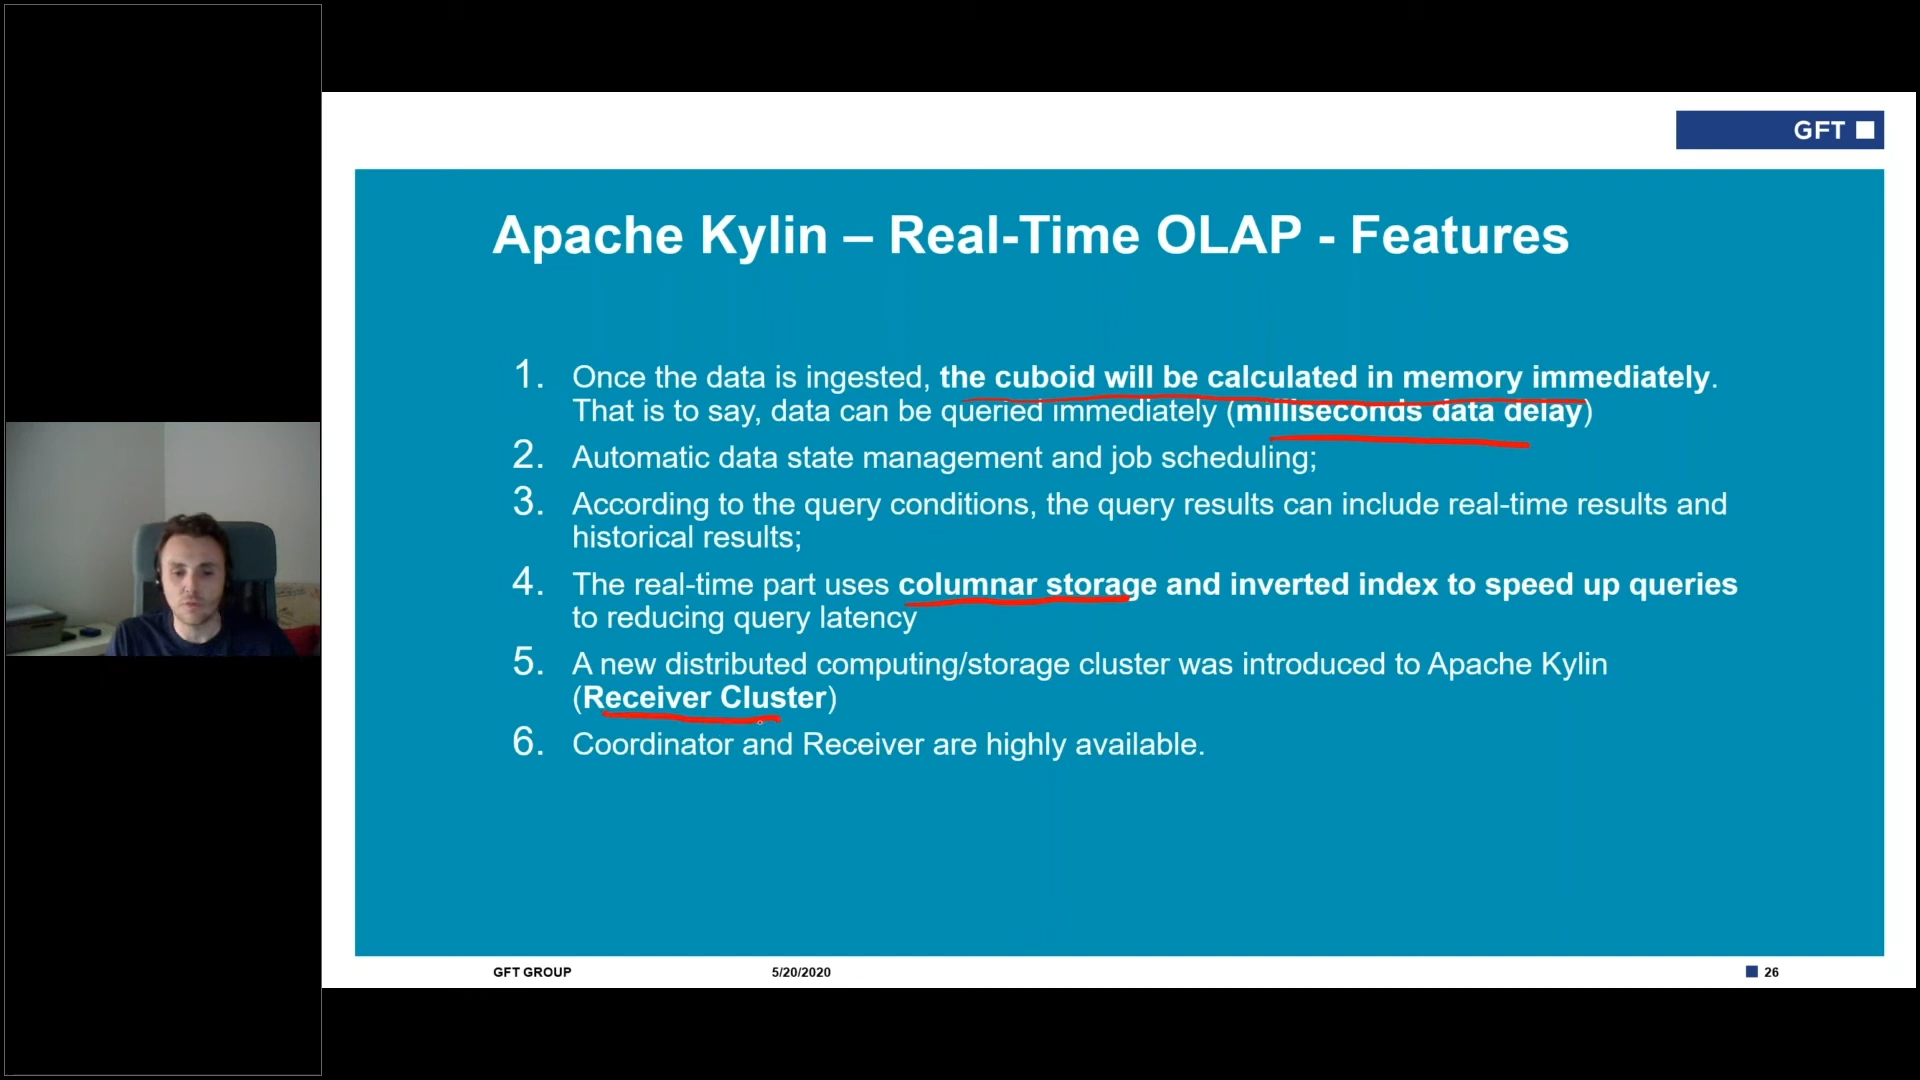 GFT
Apache Kylin – Real-Time OLAP - Features
1. Once the data is ingested, the cuboid will be calculated in memory immediately.
That is to say, data can be queried immediately (milliseconds data delay)
2. Automatic data state management and job scheduling;
3. According to the query conditions, the query results can include real-time results and
historical results;
4. The real-time part uses columnar storage and inverted index to speed up queries
to reducing query latency
5. A new distributed computing/storage cluster was introduced to Apache Kylin
(Receiver Cluster)
6. Coordinator and Receiver are highly available.
GFT GROUP 5/20/2020 26